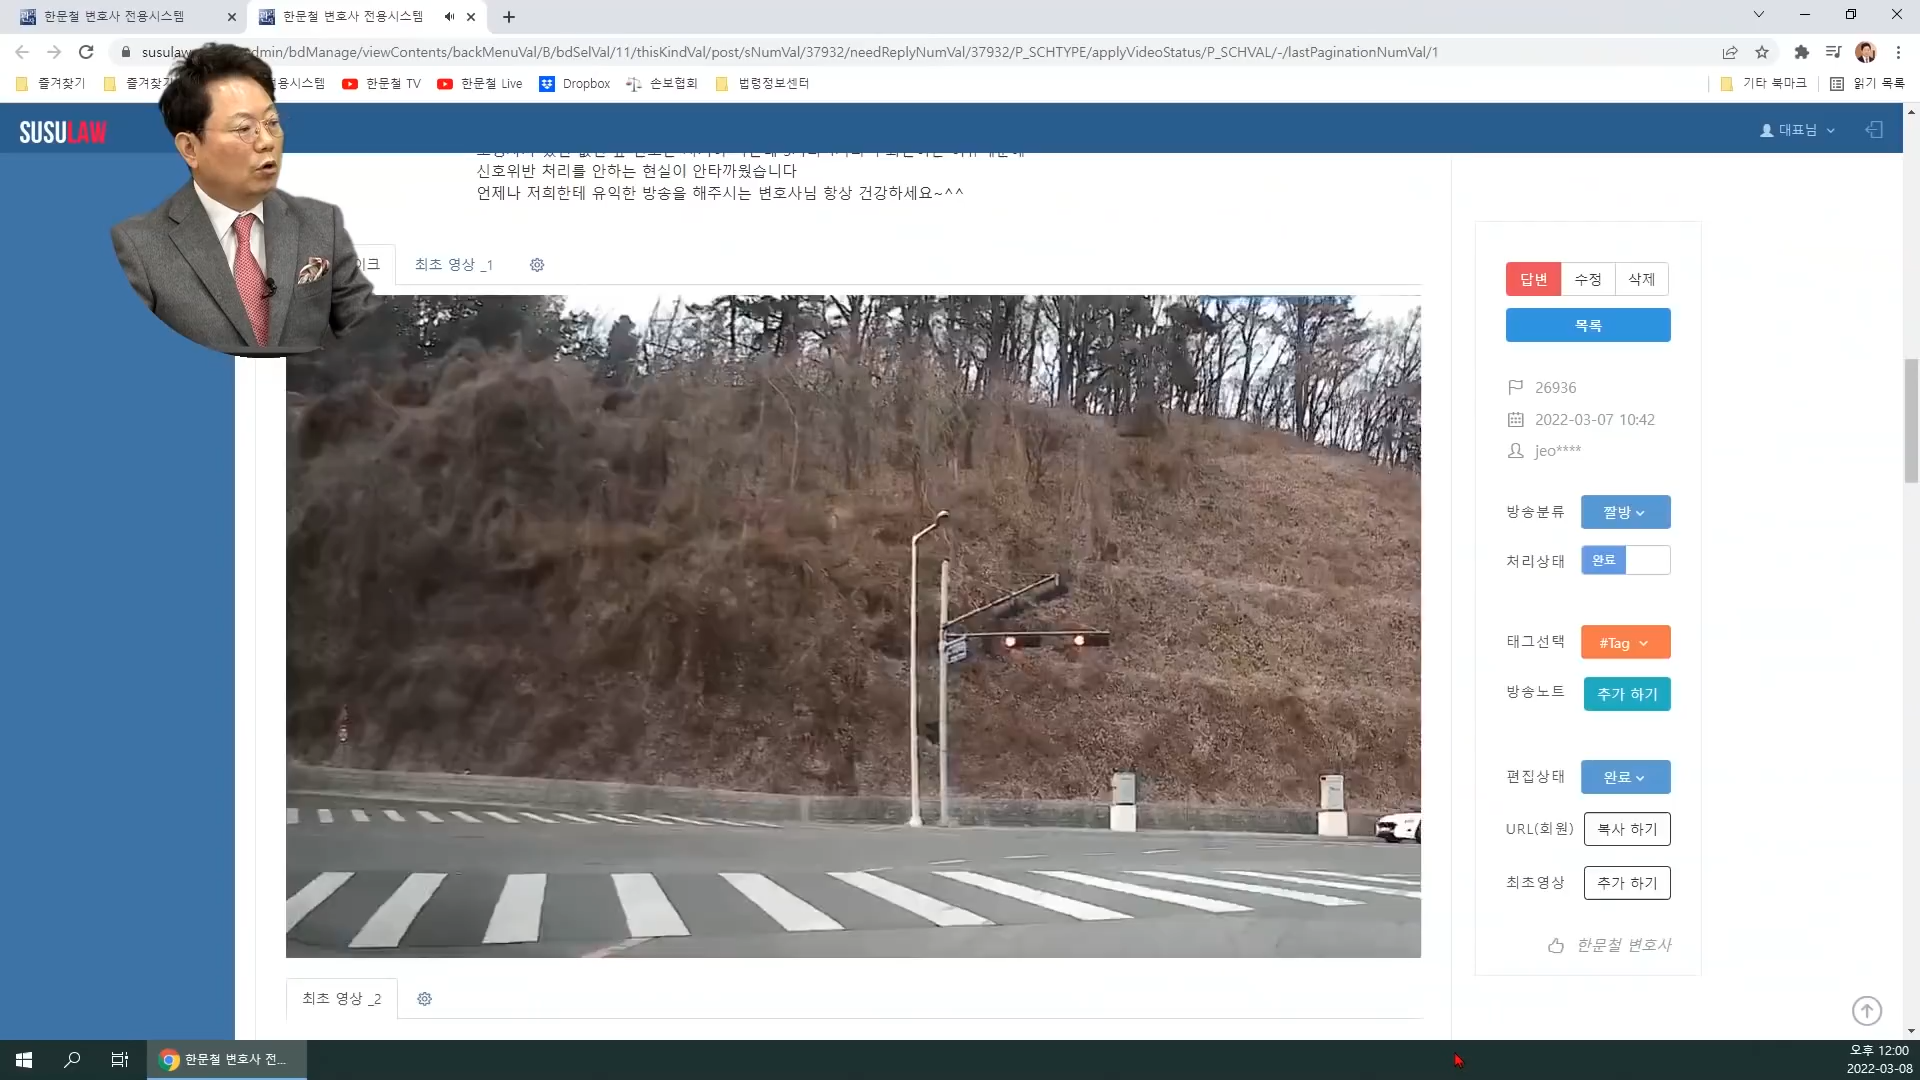 한문철 변호사 전용시스템
한문철 변호사 전용시스템
dmin/bdManage/viewContents/backMenuVal/B/bdSelVal/11/thisKindVal/post/sNumVal/37932/needReplyNumVal/37932/P_SCHTYPE/applyVideoStatus/P_SCHVAL/-/lastPaginationNumVal/1
즐겨찾기
한문철 TV
한문철 Live
Dropbox
손보협회
법령정보센터
기타 북마크
읽기 목록
SUSULAW
대표님
신호위반 처리를 안하는 현실이 안타까웠습니다
언제나 저희한테 유익한 방송을 해주시는 변호사님 항상 건강하세요~^^
최초 영상 _1
답변
수정
삭제
목록
26936
2022-03-07 10:42
jeo****
방송분류
짤방
처리상태
완료
태그선택
#Tag
방송노트
추가 하기
편집상태
완료
URL(회원)
복사 하기
최초영상
추가 하기
한문철 변호사
최초 영상 _2
한문철 변호사 전...
오후 12:00
2022-03-08